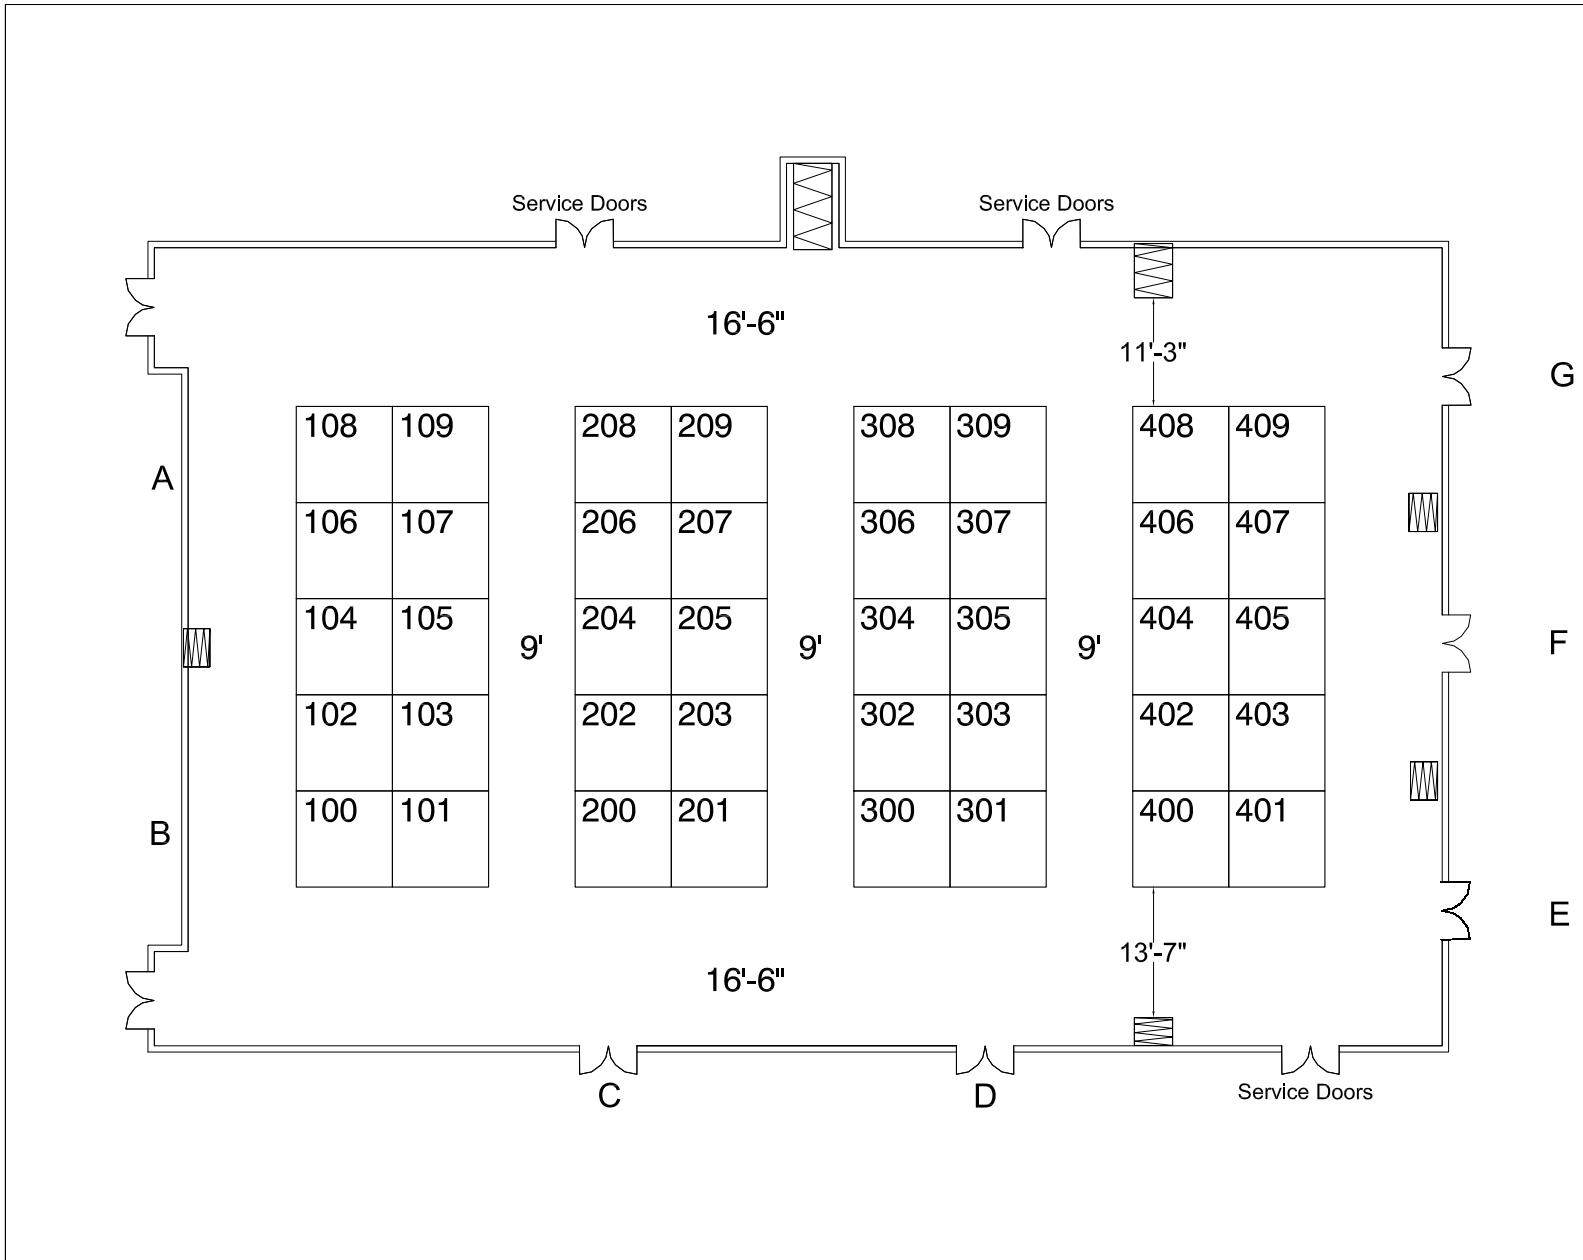 Service Doors Service Doors
16'-6"
11'-3"
G
108 109 208 209 308 309 408 409
A
106 107 206 207 306 307 406 407
104 105 204 205 304 305 404 405
9' 9' 9'
F
102 103 202 203 302 303 402 403
100 101 200 201 300 301 400 401
B
E
13'-7"
16'-6"
C D Service Doors